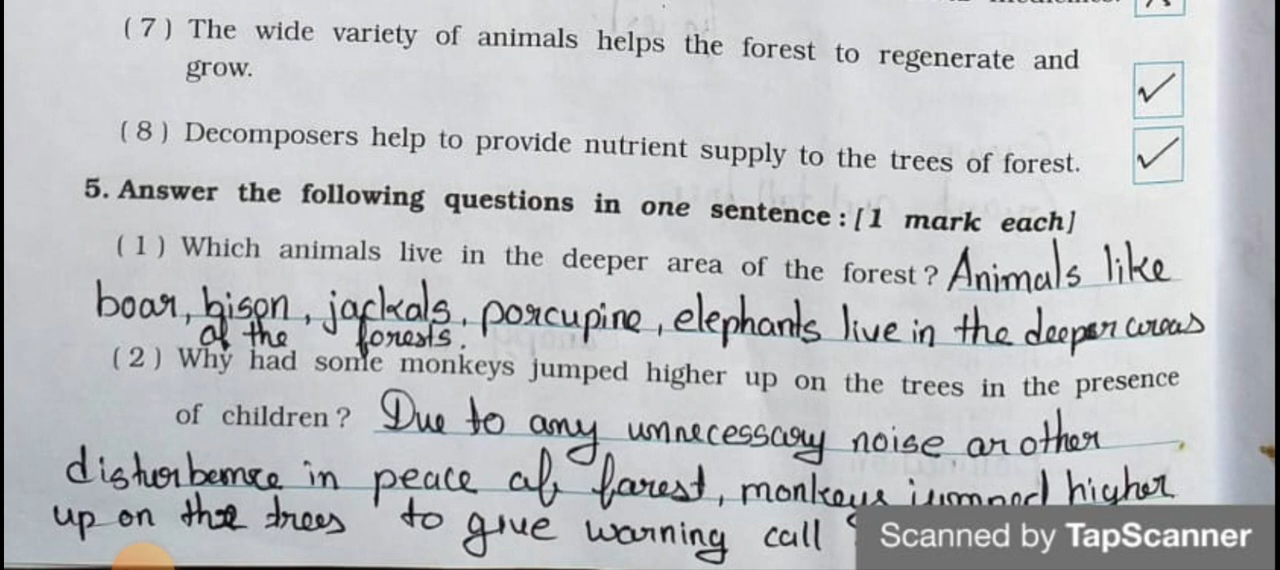 (7) The wide variety of animals helps the forest to regenerate and
grow.
(8) Decomposers help to provide nutrient supply to the trees of forest.
5. Answer the following questions in one sentence : [1 mark each]
(1) Which animals live in the deeper area of the forest? Animals like
boar, bison, jackals, porcupine, elephants live in the deeper areas
of the forests.
(2) Why had some monkeys jumped higher up on the trees in the presence
of children? Due to any unnecessary noise or other
disturbance in peace of forest, monkeys jumped higher
up on the trees to give warning call
Scanned by TapScanner